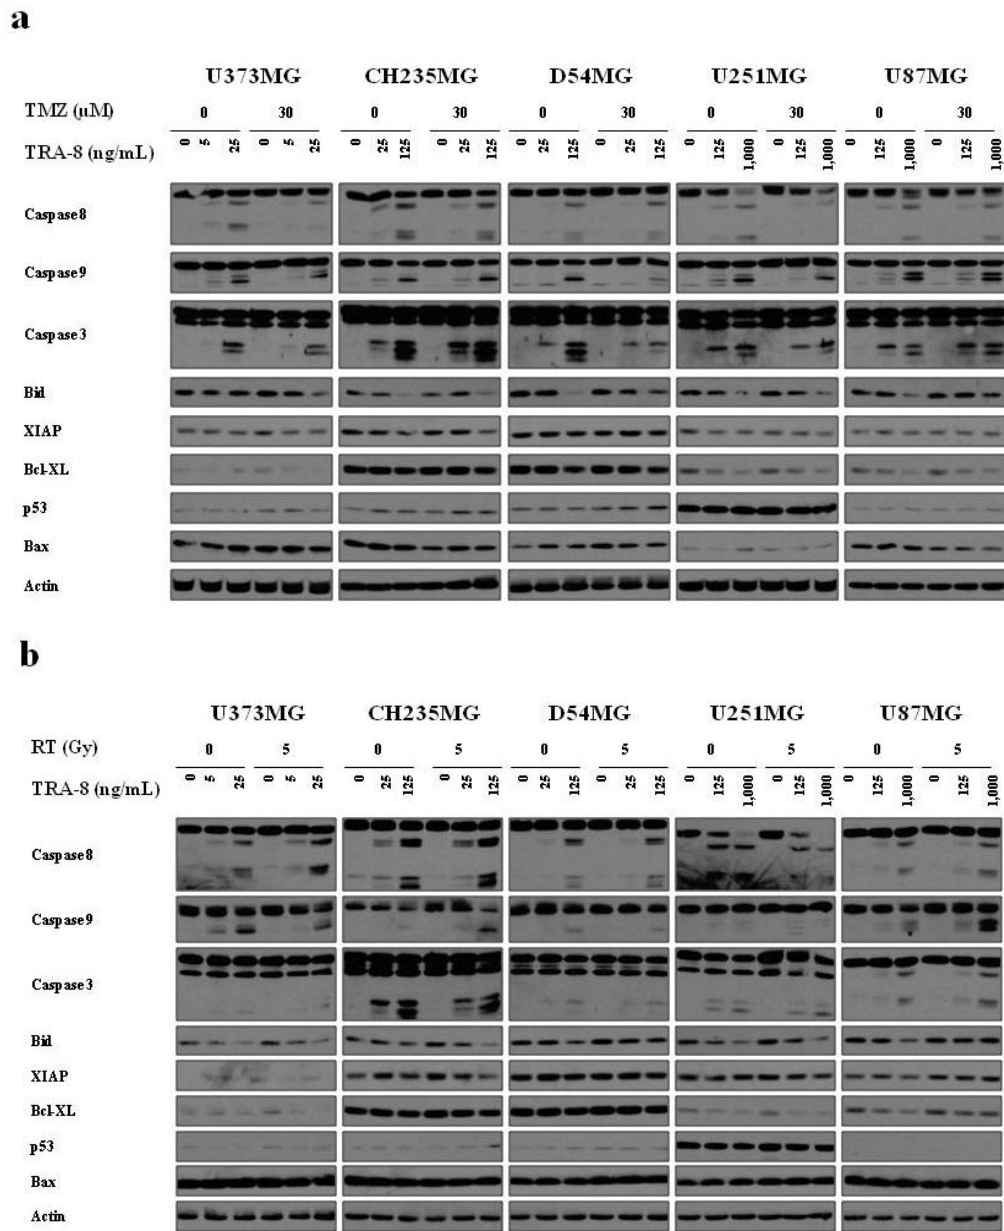 a
U373MG CH235MG D54MG U251MG U87MG
TMZ (µM) 0 30 0 30 0 30 0 30 0 30
TRA-8 (ng/mL) 0 5 25 0 5 25 0 25 125 0 25 125 0 25 125 0 25 125 0 125 1,000 0 125 1,000 0 125 1,000 0 125 1,000
Caspase8
Caspase9
Caspase3
Bid
XIAP
Bcl-XL
p53
Bax
Actin
b
U373MG CH235MG D54MG U251MG U87MG
RT (Gy) 0 5 0 5 0 5 0 5 0 5
TRA-8 (ng/mL) 0 5 25 0 5 25 0 25 125 0 25 125 0 25 125 0 25 125 0 125 1,000 0 125 1,000 0 125 1,000 0 125 1,000
Caspase8
Caspase9
Caspase3
Bid
XIAP
Bcl-XL
p53
Bax
Actin